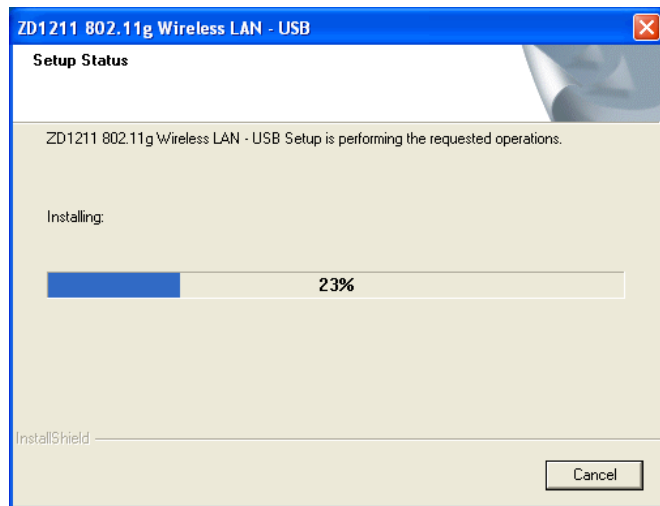 ZD1211 802.11g Wireless LAN - USB
Setup Status
ZD1211 802.11g Wireless LAN - USB Setup is performing the requested operations.
Installing:
23%
InstallShield
Cancel